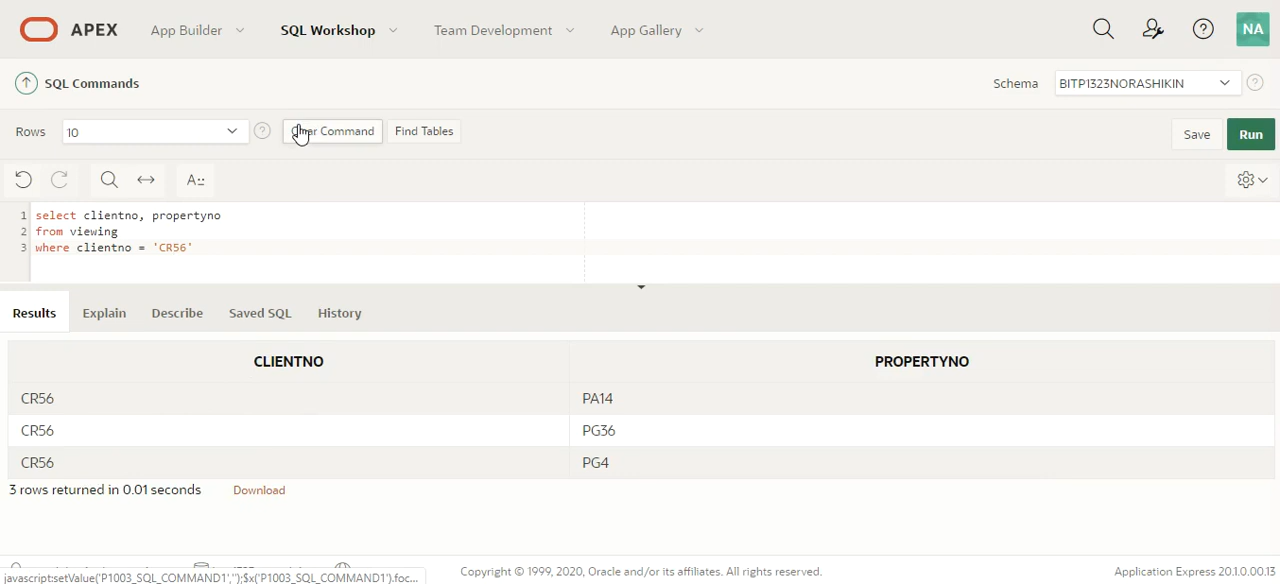 APEX App Builder SQL Workshop Team Development App Gallery NA
SQL Commands Schema BITP1323NORASHIKIN
Rows 10 Command Find Tables Save Run
1 select clientno, propertyno
2 from viewing
3 where clientno = 'CR56'
Results Explain Describe Saved SQL History
CLIENTNO PROPERTYNO
CR56 PA14
CR56 PG36
CR56 PG4
3 rows returned in 0.01 seconds Download
javascript:setValue('P1003_SQL_COMMAND1','');$x('P1003_SQL_COMMAND1').foc... Copyright © 1999, 2020, Oracle and/or its affiliates. All rights reserved. Application Express 20.1.0.00.13